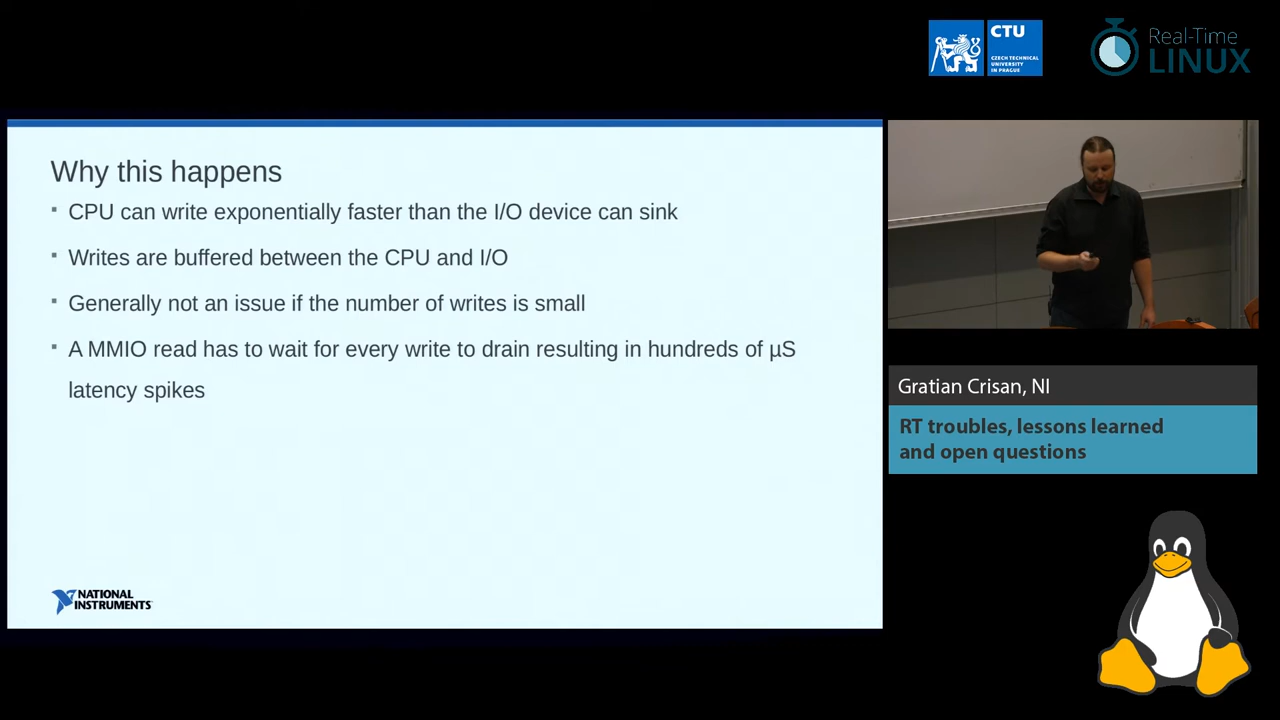 CTU
CZECH TECHNICAL
UNIVERSITY
IN PRAGUE
Real-Time
LINUX
Why this happens
▪ CPU can write exponentially faster than the I/O device can sink
▪ Writes are buffered between the CPU and I/O
▪ Generally not an issue if the number of writes is small
▪ A MMIO read has to wait for every write to drain resulting in hundreds of µS
latency spikes
NATIONAL
INSTRUMENTS
Gratian Crisan, NI
RT troubles, lessons learned
and open questions